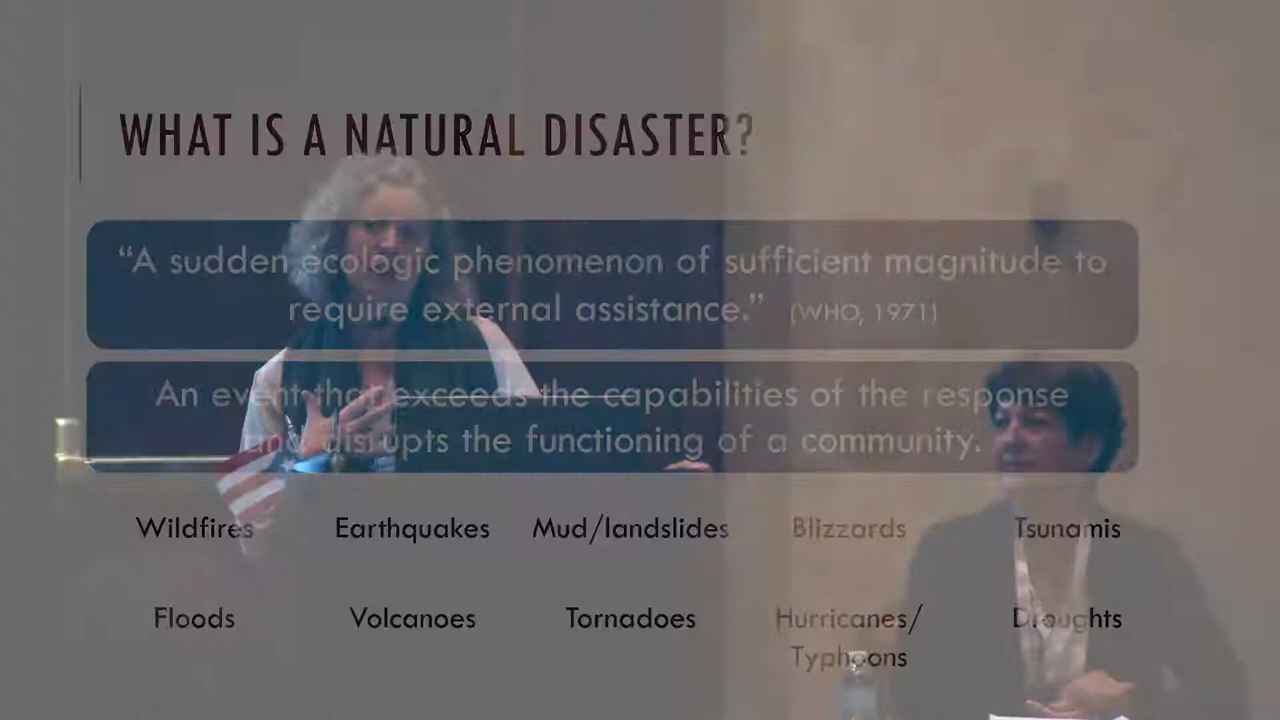 WHAT IS A NATURAL DISASTER?
“A sudden ecologic phenomenon of sufficient magnitude to
require external assistance.” (WHO, 1971)
An event that exceeds the capabilities of the response
and disrupts the functioning of a community.
Wildfires Earthquakes Mud/landslides Blizzards Tsunamis
Floods Volcanoes Tornadoes Hurricanes/ Droughts
Typhoons